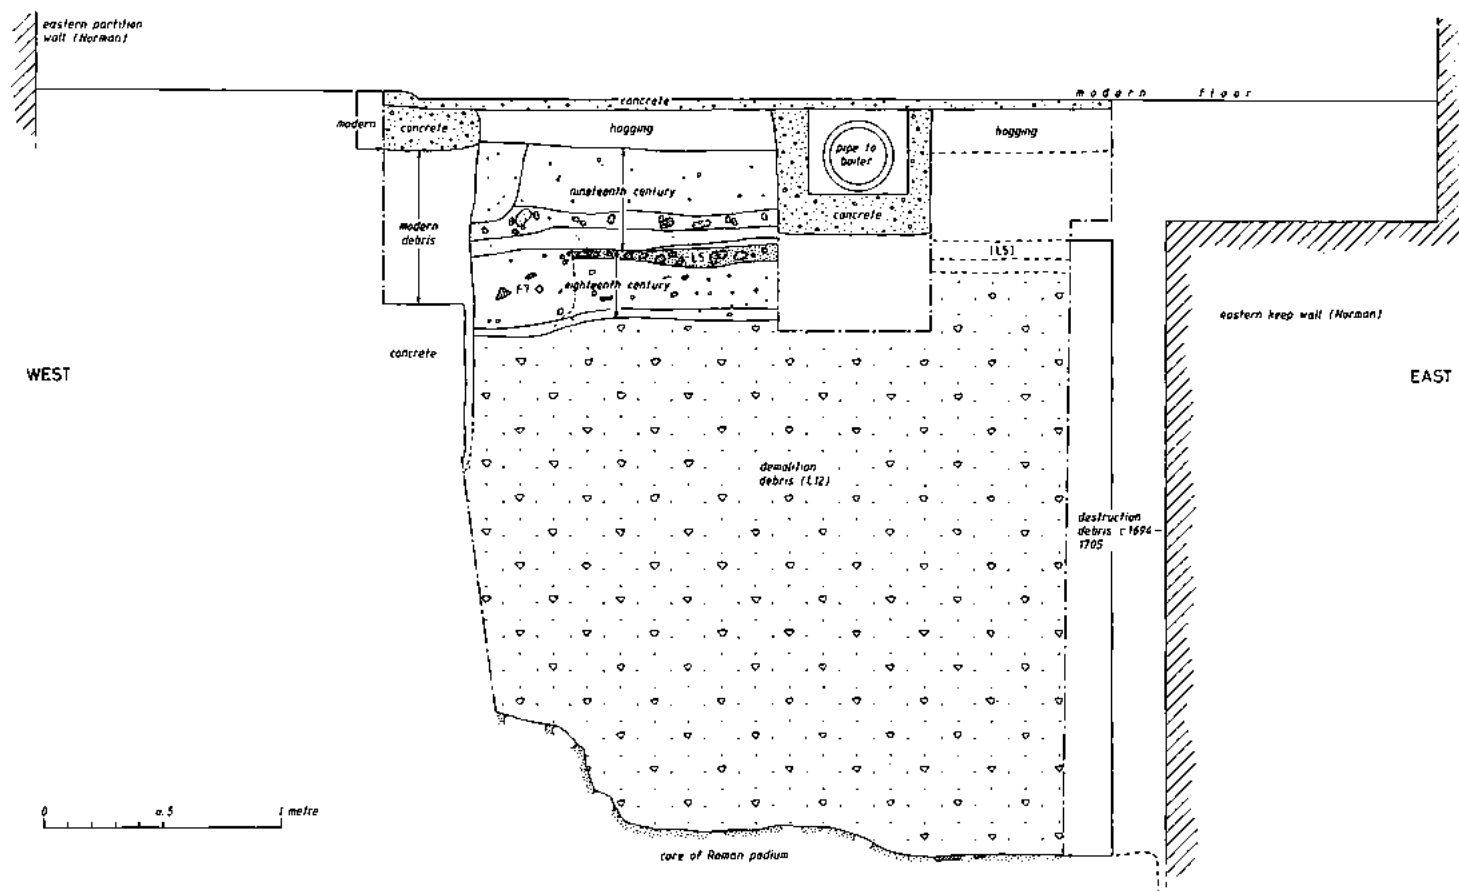 eastern partition
wall (Norman)
concrete
modern floor
modern
concrete
hogging
hogging
pipe to
boiler
nineteenth century
concrete
modern
debris
L5
(L5)
F7
eighteenth century
eastern keep wall (Norman)
concrete
WEST
EAST
demolition
debris (L12)
destruction
debris c1694–
1705
0 0.5 1 metre
core of Roman podium